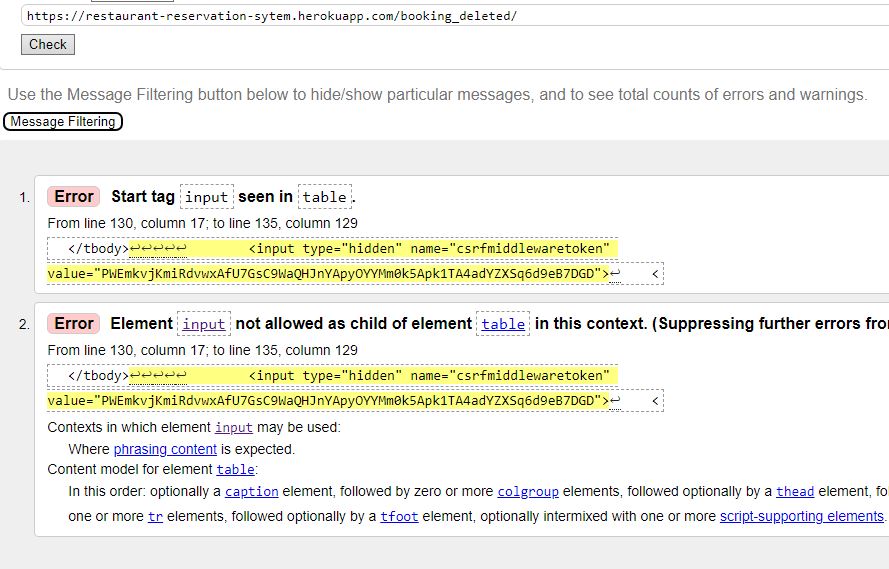 https://restaurant-reservation-sytem.herokuapp.com/booking_deleted/
Check
Use the Message Filtering button below to hide/show particular messages, and to see total counts of errors and warnings.
Message Filtering
1. Error Start tag input seen in table.
From line 130, column 17; to line 135, column 129
</tbody>↩↩↩↩↩ <input type="hidden" name="csrfmiddlewaretoken"
value="PWEmkvjKmiRdvwxAfU7GsC9WaQHJnYApyOYYMm0k5Apk1TA4adYZXSq6d9eB7DGD">↩ <
2. Error Element input not allowed as child of element table in this context. (Suppressing further errors from
From line 130, column 17; to line 135, column 129
</tbody>↩↩↩↩↩ <input type="hidden" name="csrfmiddlewaretoken"
value="PWEmkvjKmiRdvwxAfU7GsC9WaQHJnYApyOYYMm0k5Apk1TA4adYZXSq6d9eB7DGD">↩ <
Contexts in which element input may be used:
Where phrasing content is expected.
Content model for element table:
In this order: optionally a caption element, followed by zero or more colgroup elements, followed optionally by a thead element,
one or more tr elements, followed optionally by a tfoot element, optionally intermixed with one or more script-supporting elements.